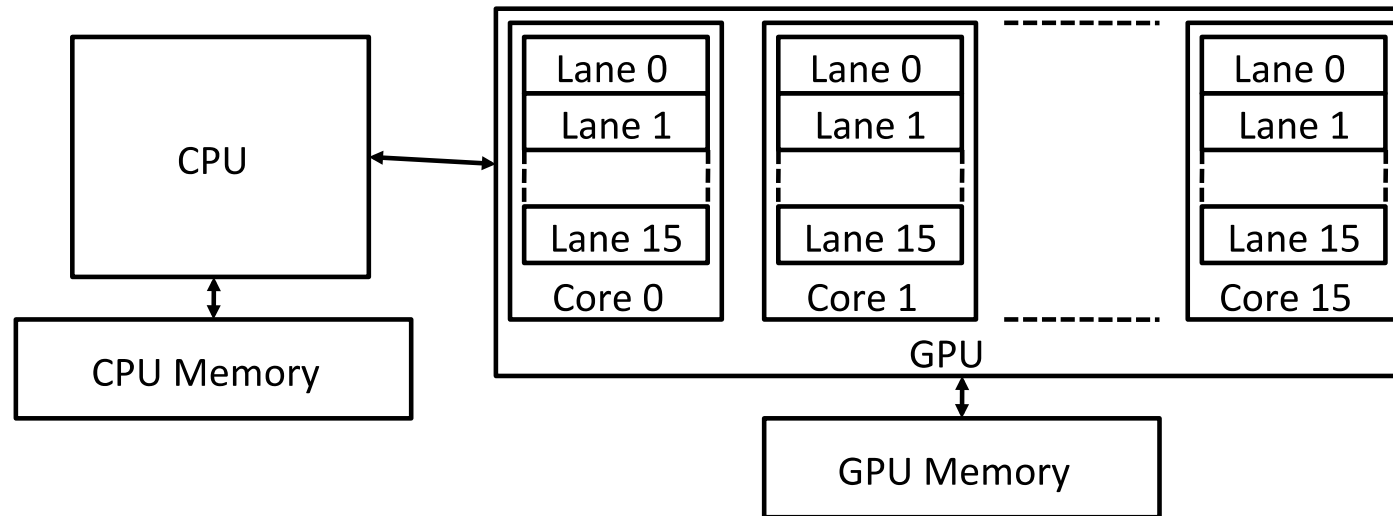 CPU
CPU Memory
Lane 0
Lane 1
Lane 15
Core 0
Lane 0
Lane 1
Lane 15
Core 1
Lane 0
Lane 1
Lane 15
Core 15
GPU
GPU Memory